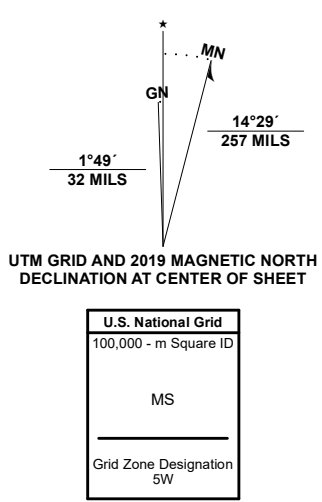 ★
MN
GN
14°29´
257 MILS
1°49´
32 MILS
UTM GRID AND 2019 MAGNETIC NORTH
DECLINATION AT CENTER OF SHEET
U.S. National Grid
100,000 - m Square ID
MS
Grid Zone Designation
5W